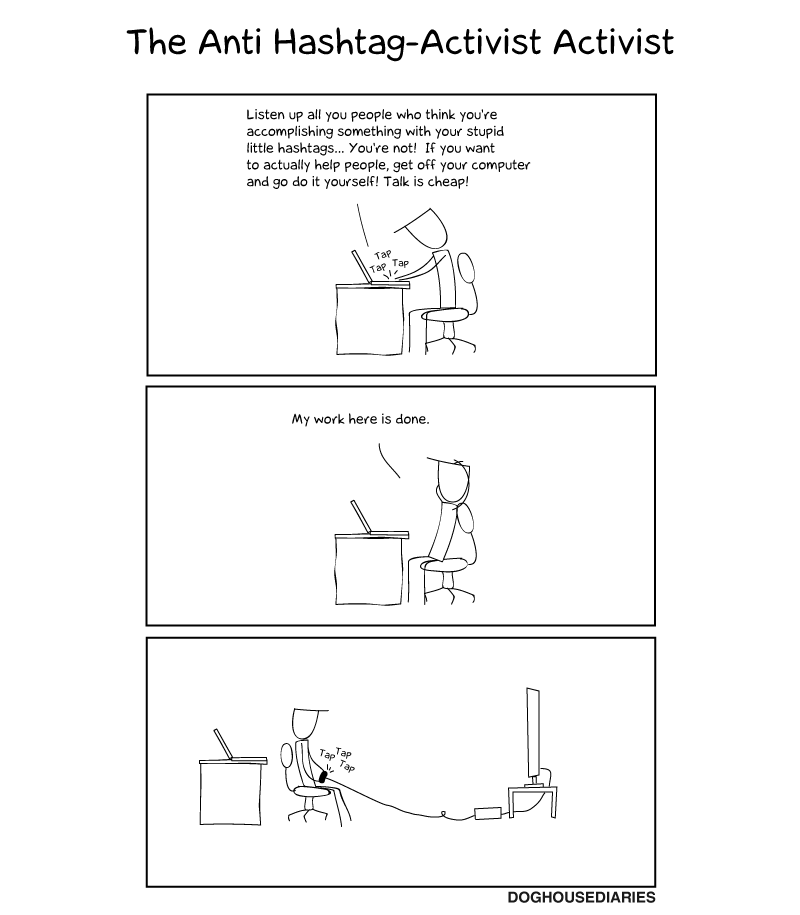 The Anti Hashtag-Activist Activist
Listen up all you people who think you're
accomplishing something with your stupid
little hashtags... You're not! If you want
to actually help people, get off your computer
and go do it yourself! Talk is cheap!
Tap
Tap Tap
My work here is done.
Tap Tap
Tap
DOGHOUSEDIARIES